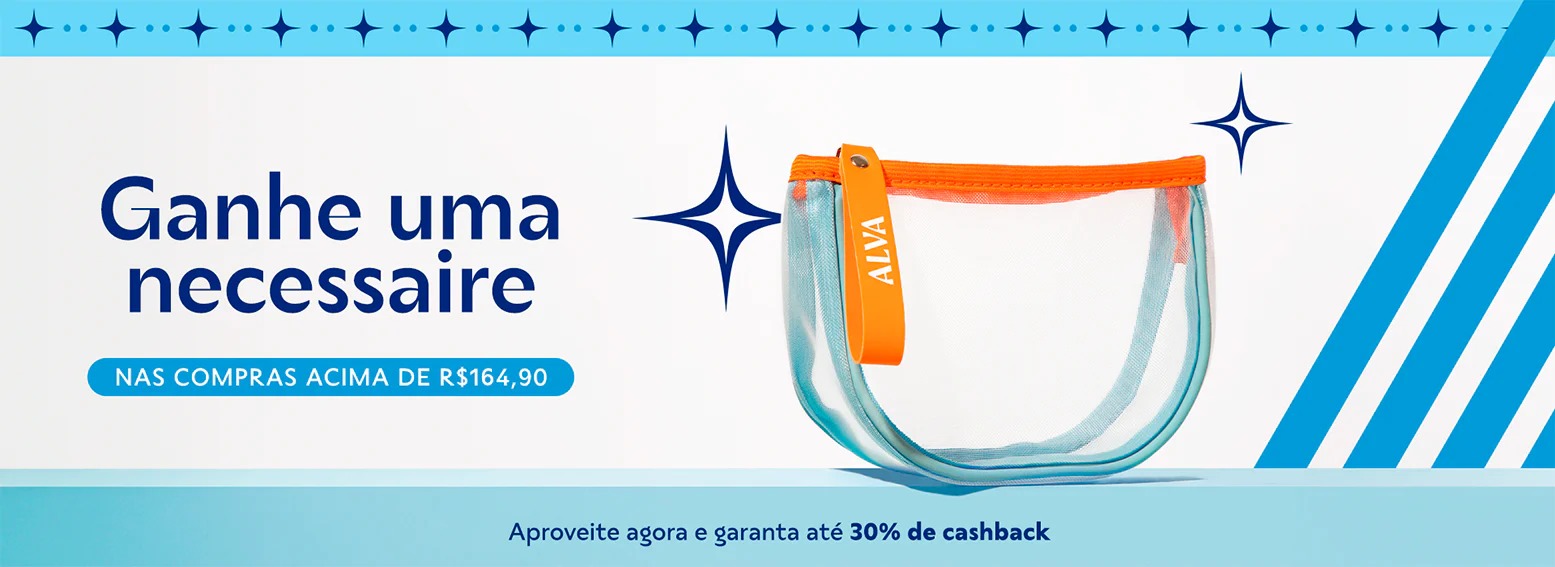 Ganhe uma
necessaire
NAS COMPRAS ACIMA DE R$164,90
ALVA
Aproveite agora e garanta até 30% de cashback